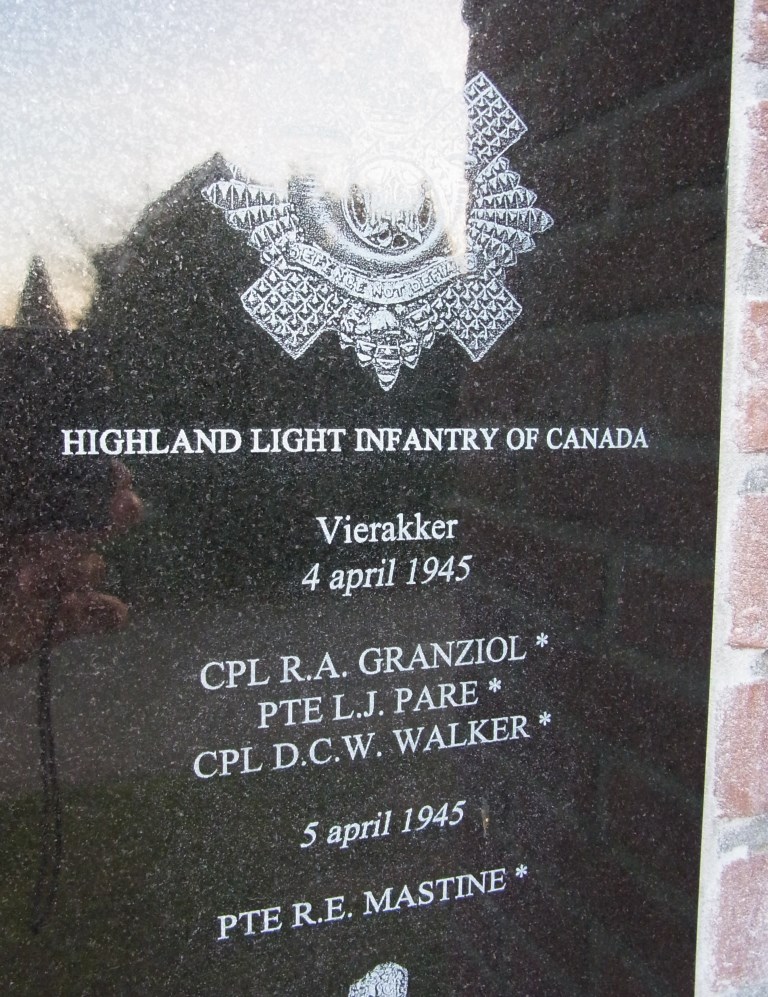 DEFENCE NOT DEFIANCE
HIGHLAND LIGHT INFANTRY OF CANADA
Vierakker
4 april 1945
CPL R.A. GRANZIOL *
PTE L.J. PARE *
CPL D.C.W. WALKER *
5 april 1945
PTE R.E. MASTINE *